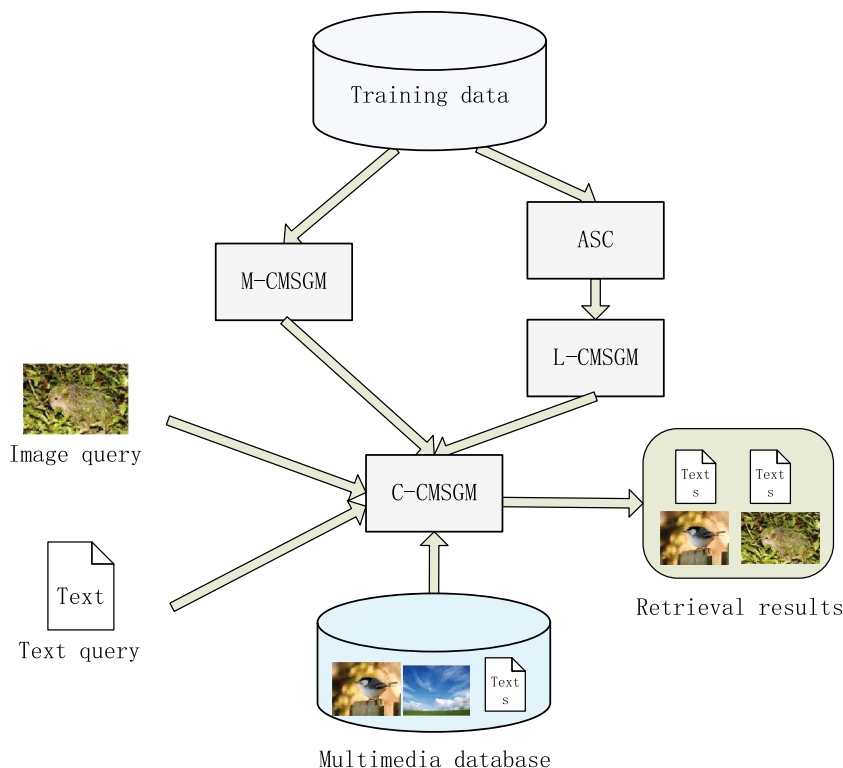 Training data
ASC
M-CMSGM
L-CMSGM
Image query
C-CMSGM
Text
s
Text
s
Text
Text query
Retrieval results
Text
s
Multimedia database